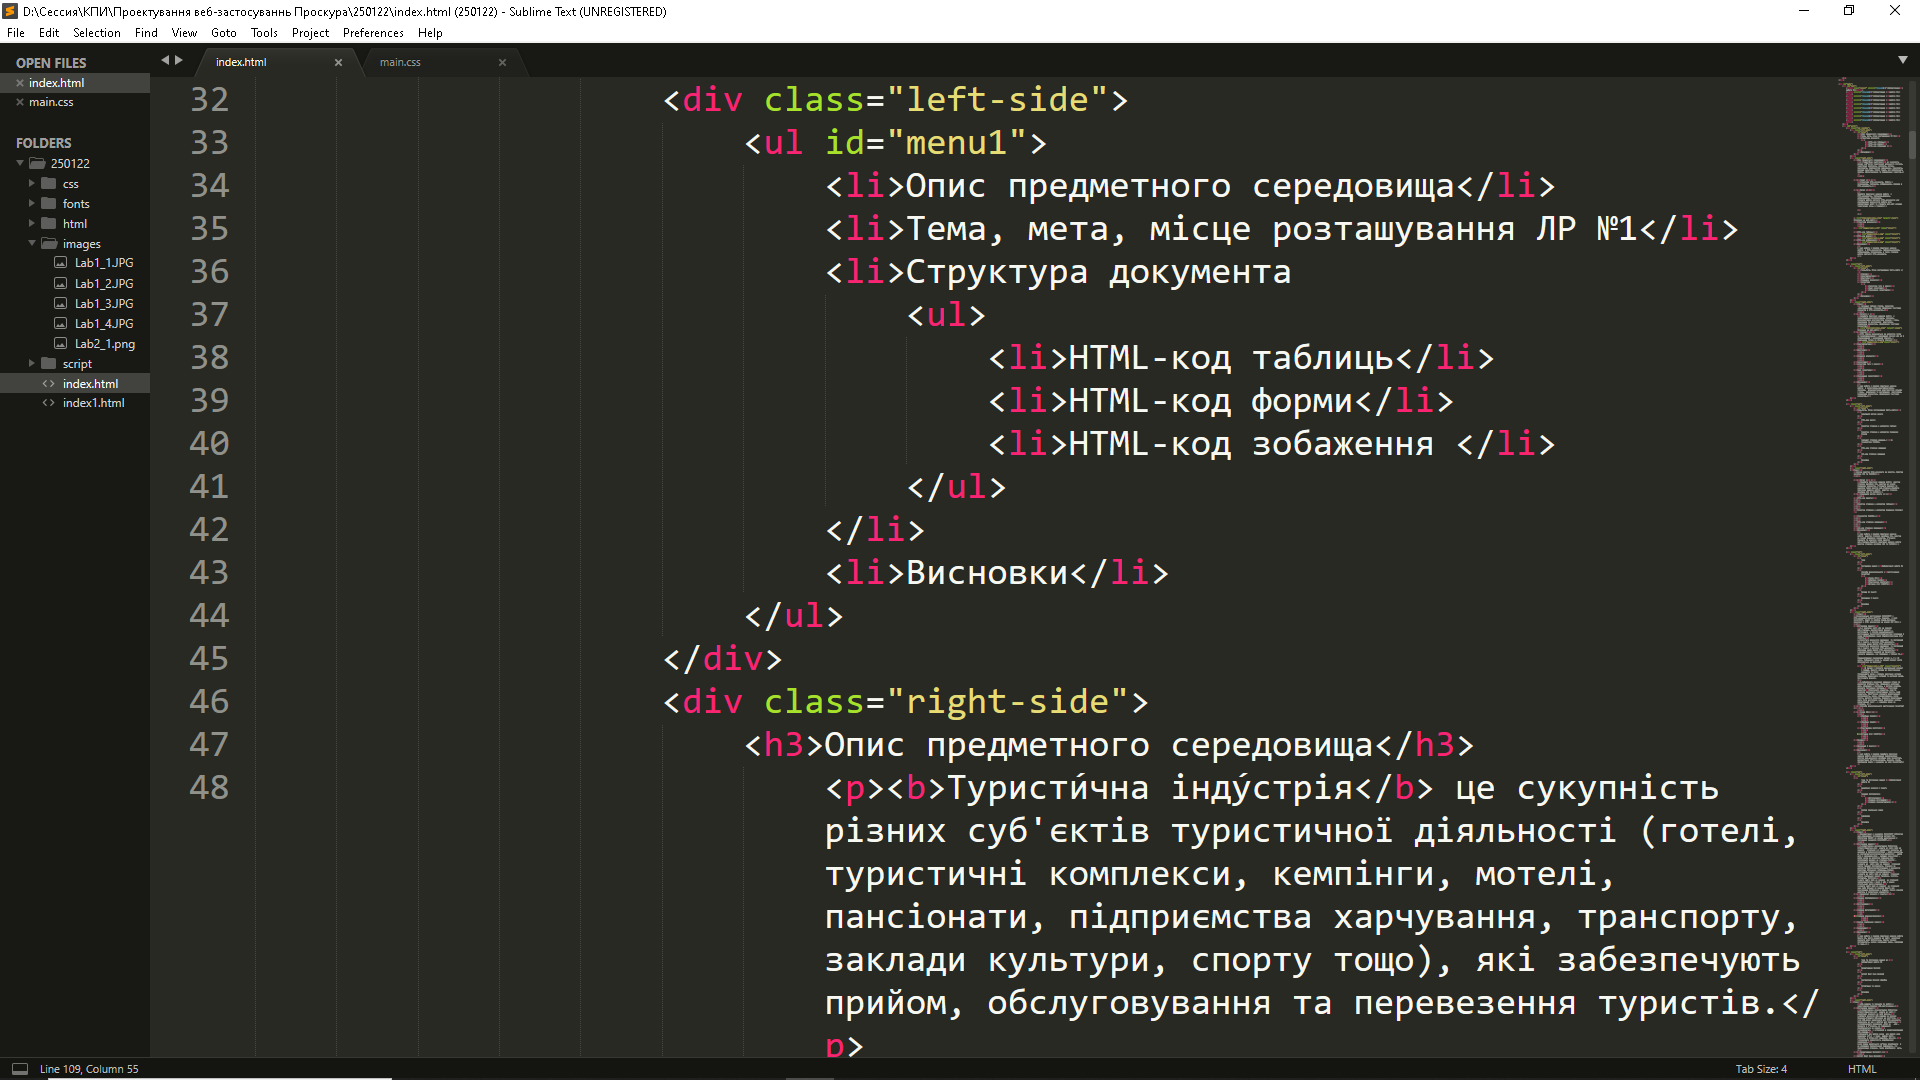 D:\Сессия\КПИ\Проектування веб-застосуваннь Проскура\250122\index.html (250122) - Sublime Text (UNREGISTERED)
File Edit Selection Find View Goto Tools Project Preferences Help
OPEN FILES
index.html
main.css
FOLDERS
250122
css
fonts
html
images
Lab1_1.JPG
Lab1_2.JPG
Lab1_3.JPG
Lab1_4.JPG
Lab2_1.png
script
index.html
index1.html
index.html main.css
32 <div class="left-side">
33 <ul id="menu1">
34 <li>Опис предметного середовища</li>
35 <li>Тема, мета, місце розташування ЛР №1</li>
36 <li>Структура документа
37 <ul>
38 <li>HTML-код таблиць</li>
39 <li>HTML-код форми</li>
40 <li>HTML-код зобаження </li>
41 </ul>
42 </li>
43 <li>Висновки</li>
44 </ul>
45 </div>
46 <div class="right-side">
47 <h3>Опис предметного середовища</h3>
48 <p><b>Туристи́чна інду́стрія</b> це сукупність
різних суб'єктів туристичної діяльності (готелі,
туристичні комплекси, кемпінги, мотелі,
пансіонати, підприємства харчування, транспорту,
заклади культури, спорту тощо), які забезпечують
прийом, обслуговування та перевезення туристів.</
p>
Line 109, Column 55 Tab Size: 4 HTML